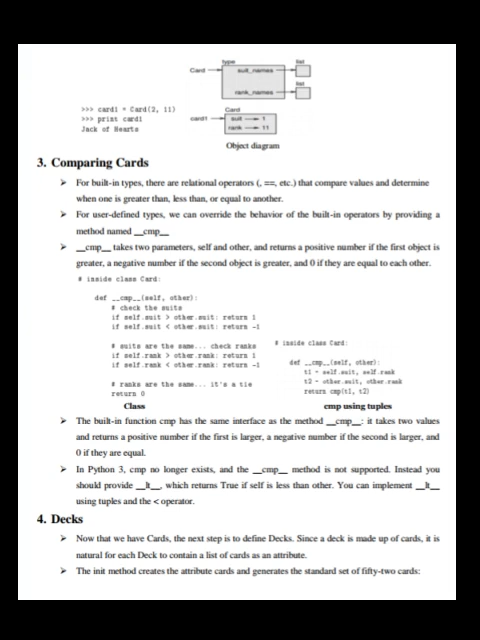 type
list
Card
suit_names
list
rank_names
>>> card1 = Card(2, 11)
>>> print card1
Jack of Hearts
Card
card1
suit → 1
rank → 11
Object diagram
3. Comparing Cards
➢ For built-in types, there are relational operators (, ==, etc.) that compare values and determine
when one is greater than, less than, or equal to another.
➢ For user-defined types, we can override the behavior of the built-in operators by providing a
method named __cmp__
➢ __cmp__ takes two parameters, self and other, and returns a positive number if the first object is
greater, a negative number if the second object is greater, and 0 if they are equal to each other.
# inside class Card:
def __cmp__(self, other):
# check the suits
if self.suit > other.suit: return 1
if self.suit < other.suit: return -1
# suits are the same... check ranks
if self.rank > other.rank: return 1
if self.rank < other.rank: return -1
# ranks are the same... it's a tie
return 0
Class
# inside class Card:
def __cmp__(self, other):
t1 = self.suit, self.rank
t2 = other.suit, other.rank
return cmp(t1, t2)
cmp using tuples
➢ The built-in function cmp has the same interface as the method __cmp__: it takes two values
and returns a positive number if the first is larger, a negative number if the second is larger, and
0 if they are equal.
➢ In Python 3, cmp no longer exists, and the __cmp__ method is not supported. Instead you
should provide __lt__, which returns True if self is less than other. You can implement __lt__
using tuples and the < operator.
4. Decks
➢ Now that we have Cards, the next step is to define Decks. Since a deck is made up of cards, it is
natural for each Deck to contain a list of cards as an attribute.
➢ The init method creates the attribute cards and generates the standard set of fifty-two cards: